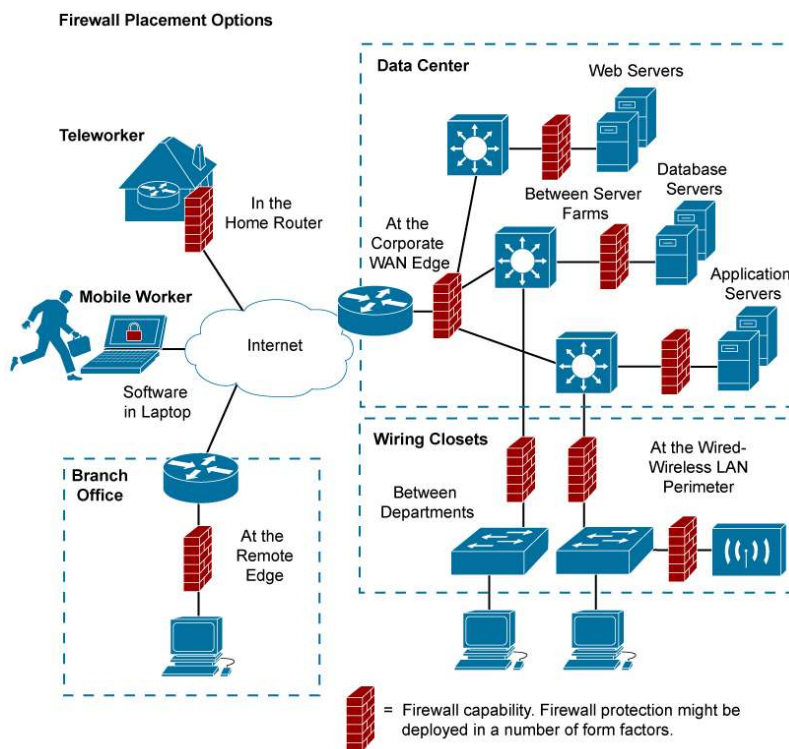 Firewall Placement Options
Data Center
Web Servers
Teleworker
In the
Home Router
Between Server
Farms
Database
Servers
At the
Corporate
WAN Edge
Application
Servers
Mobile Worker
Internet
Software
in Laptop
Branch
Office
At the
Remote
Edge
Wiring Closets
Between
Departments
At the Wired-
Wireless LAN
Perimeter
= Firewall capability. Firewall protection might be
deployed in a number of form factors.